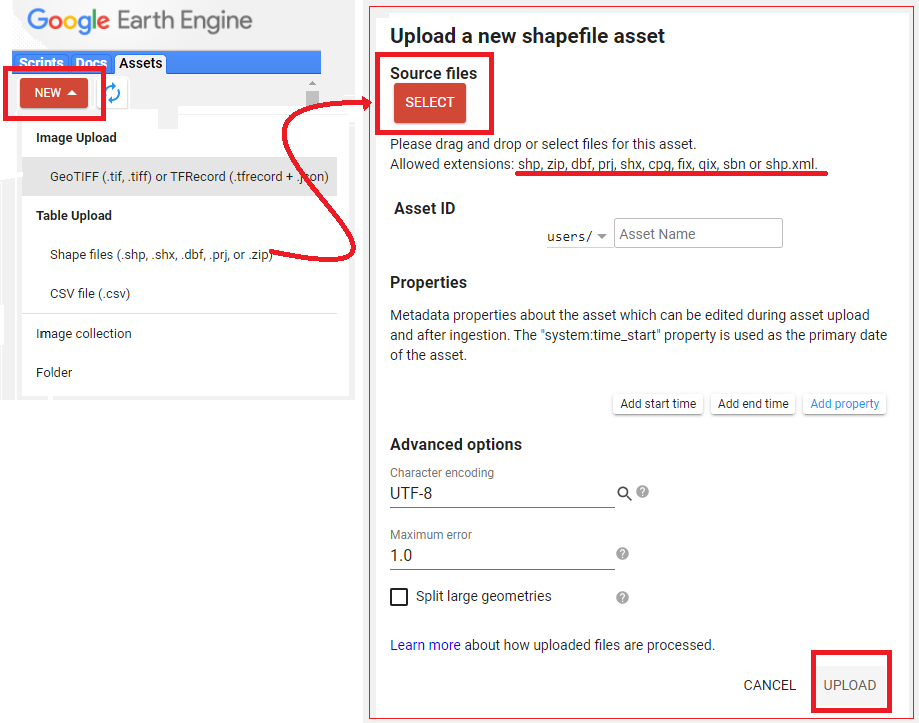 Google Earth Engine
Scripts Docs Assets
NEW
Image Upload
GeoTIFF (.tif, .tiff) or TFRecord (.tfrecord + .json)
Table Upload
Shape files (.shp, .shx, .dbf, .prj, or .zip)
CSV file (.csv)
Image collection
Folder
Upload a new shapefile asset
Source files
SELECT
Please drag and drop or select files for this asset.
Allowed extensions: shp, zip, dbf, prj, shx, cpg, fix, qix, sbn or shp.xml.
Asset ID
users/ Asset Name
Properties
Metadata properties about the asset which can be edited during asset upload
and after ingestion. The "system:time_start" property is used as the primary date
of the asset.
Add start time Add end time Add property
Advanced options
Character encoding
UTF-8
Maximum error
1.0
Split large geometries
Learn more about how uploaded files are processed.
CANCEL UPLOAD